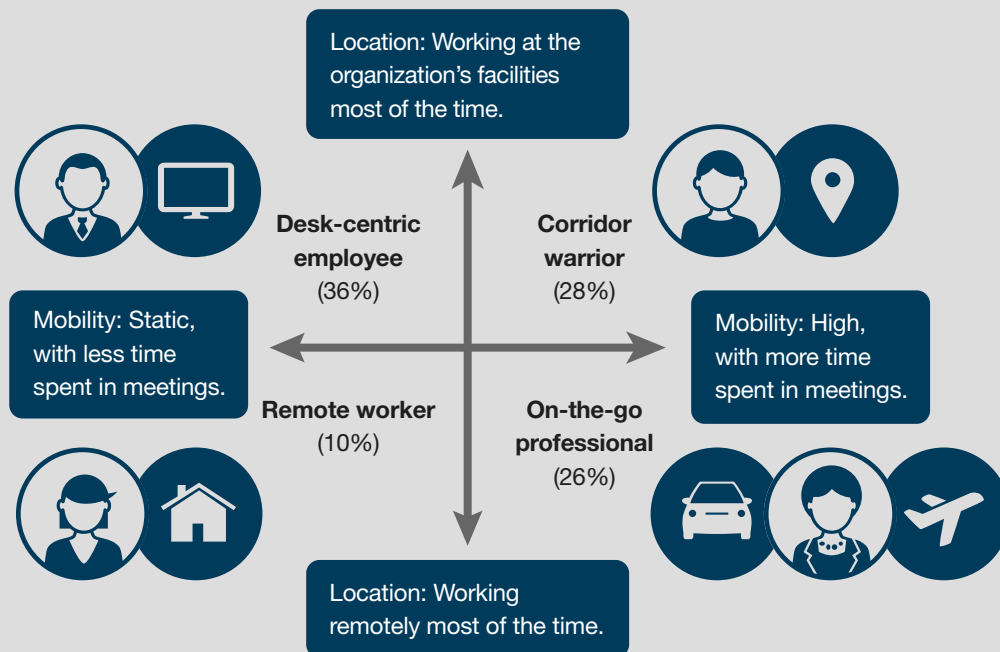 Location: Working at the
organization’s facilities
most of the time.
Desk-centric
employee
(36%)
Corridor
warrior
(28%)
Mobility: Static,
with less time
spent in meetings.
Mobility: High,
with more time
spent in meetings.
Remote worker
(10%)
On-the-go
professional
(26%)
Location: Working
remotely most of the time.